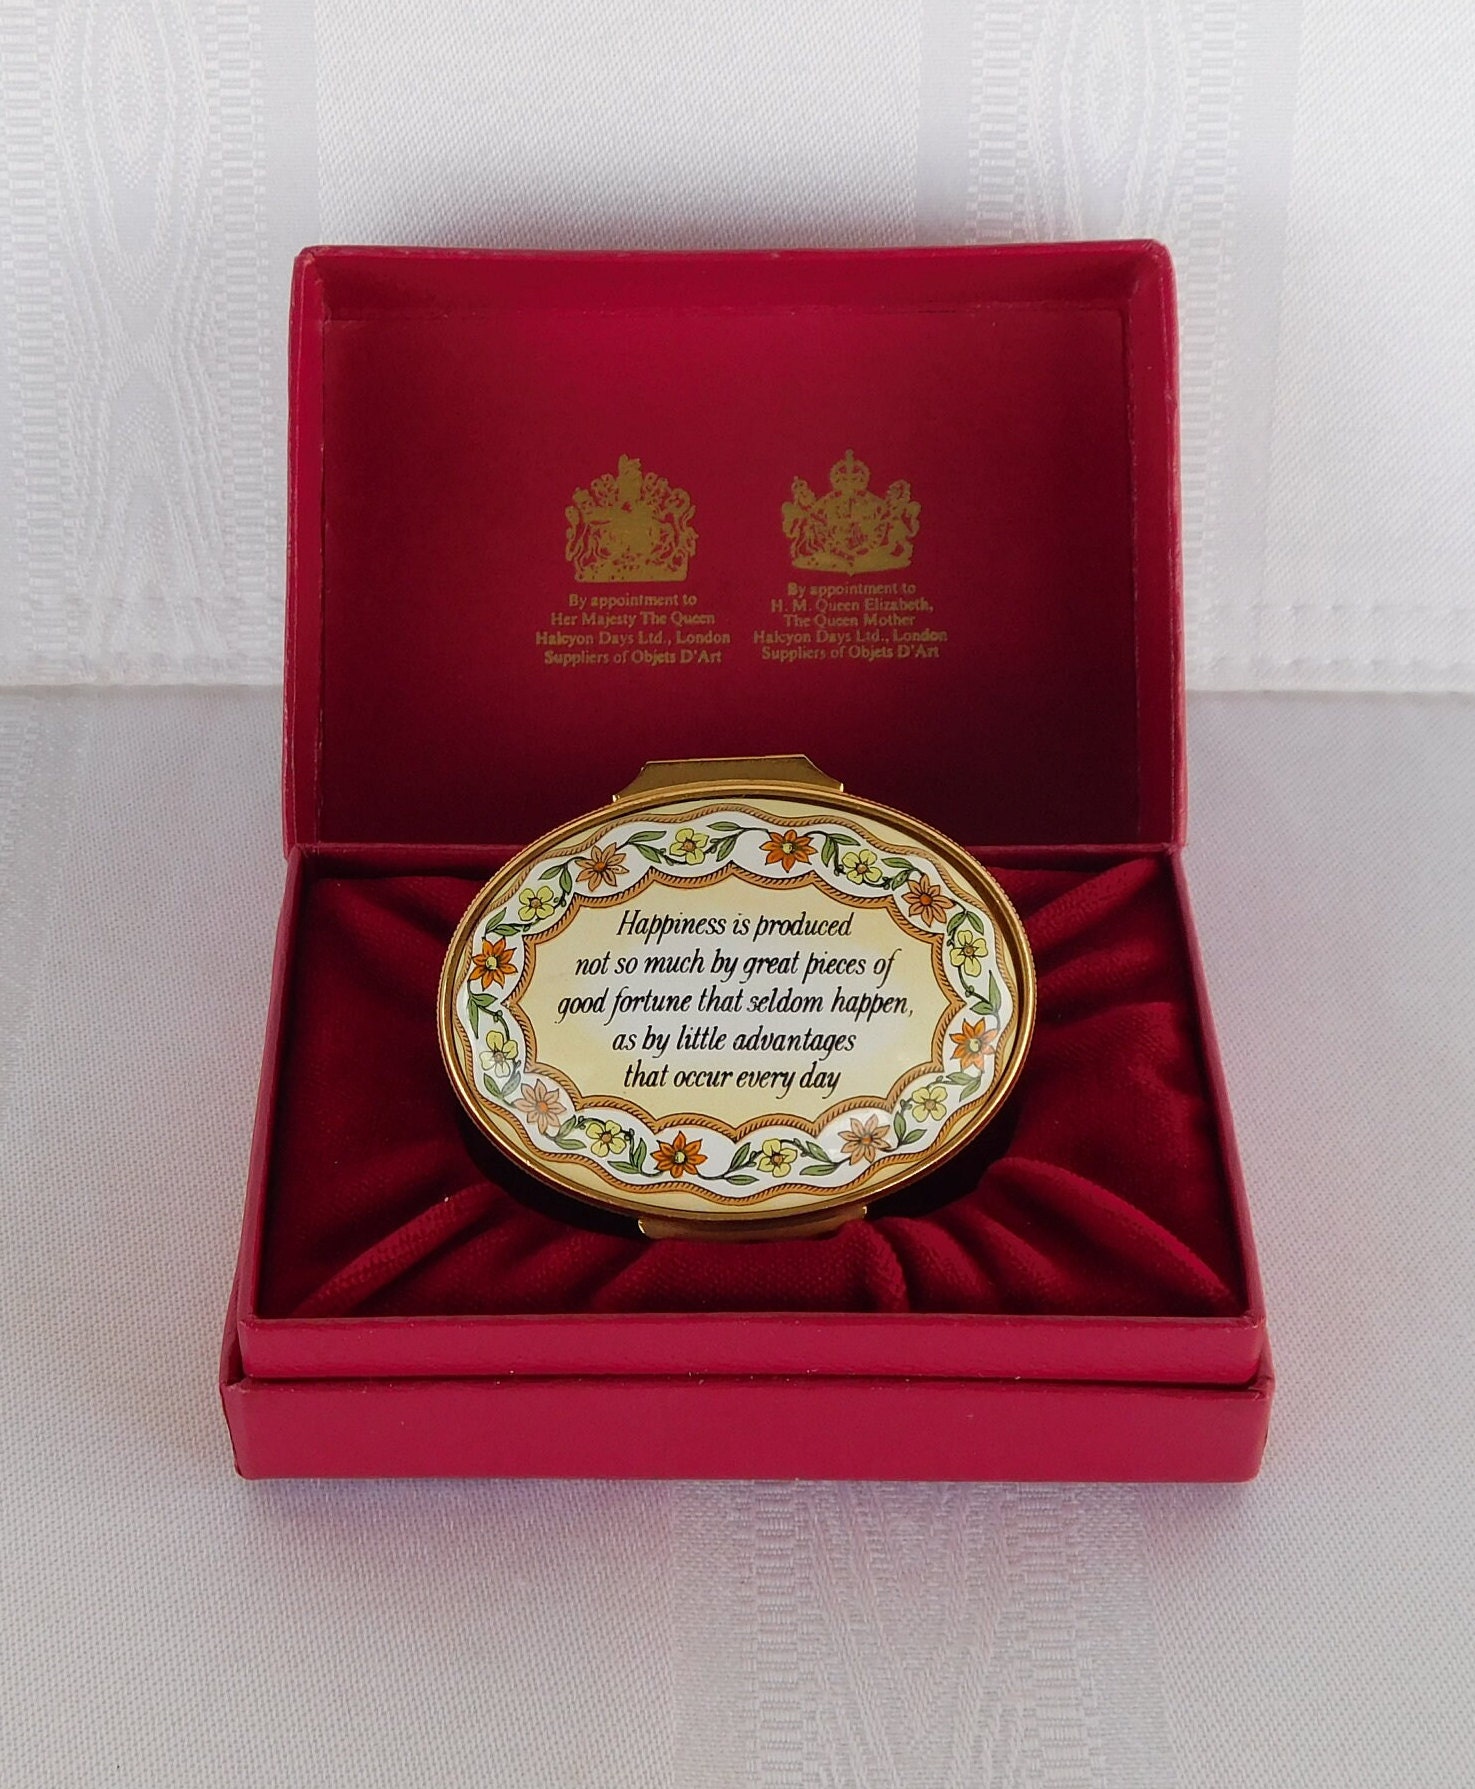 By appointment to
Her Majesty The Queen
Halcyon Days Ltd., London
Suppliers of Objets D'Art
By appointment to
H. M. Queen Elizabeth,
The Queen Mother
Halcyon Days Ltd., London
Suppliers of Objets D'Art
Happiness is produced
not so much by great pieces of
good fortune that seldom happen,
as by little advantages
that occur every day